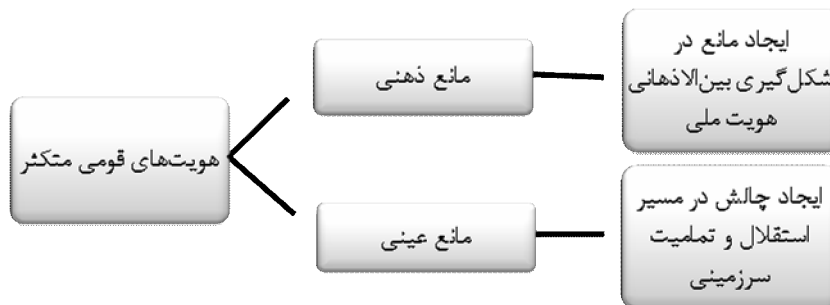 هویت‌های قومی متکثر
مانع ذهنی
ایجاد مانع در
شکل‌گیری بین‌الاذهانی
هویت ملی
مانع عینی
ایجاد چالش در مسیر
استقلال و تمامیت
سرزمینی